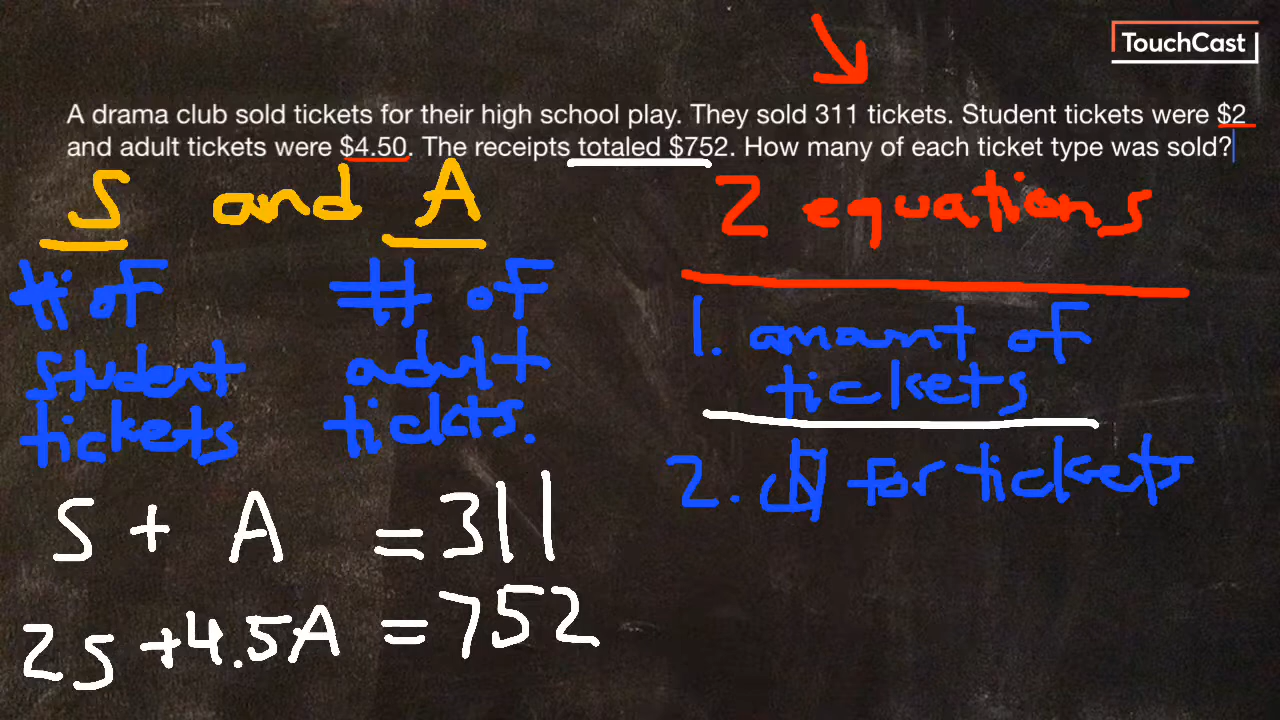 TouchCast
A drama club sold tickets for their high school play. They sold 311 tickets. Student tickets were $2
and adult tickets were $4.50. The receipts totaled $752. How many of each ticket type was sold?
S and A
# of
student
tickets
# of
adult
tickts.
2 equations
1. amant of
tickets
2. $ for tickets
S + A = 311
2S + 4.5A = 752